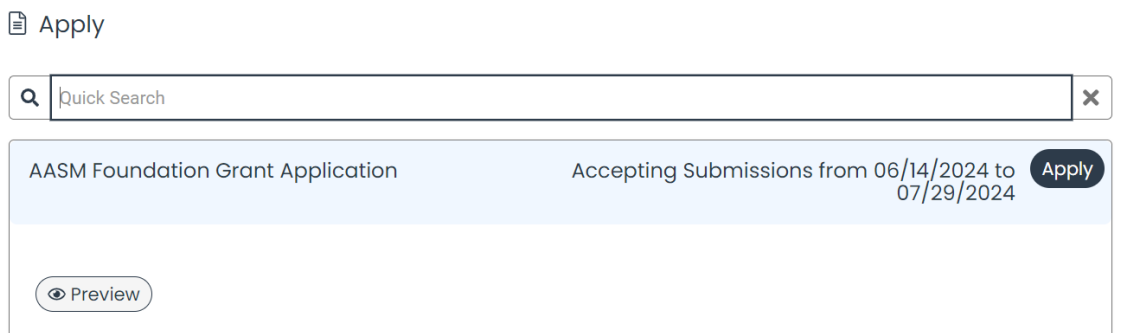 Apply
Quick Search
AASM Foundation Grant Application
Accepting Submissions from 06/14/2024 to
07/29/2024
Apply
Preview